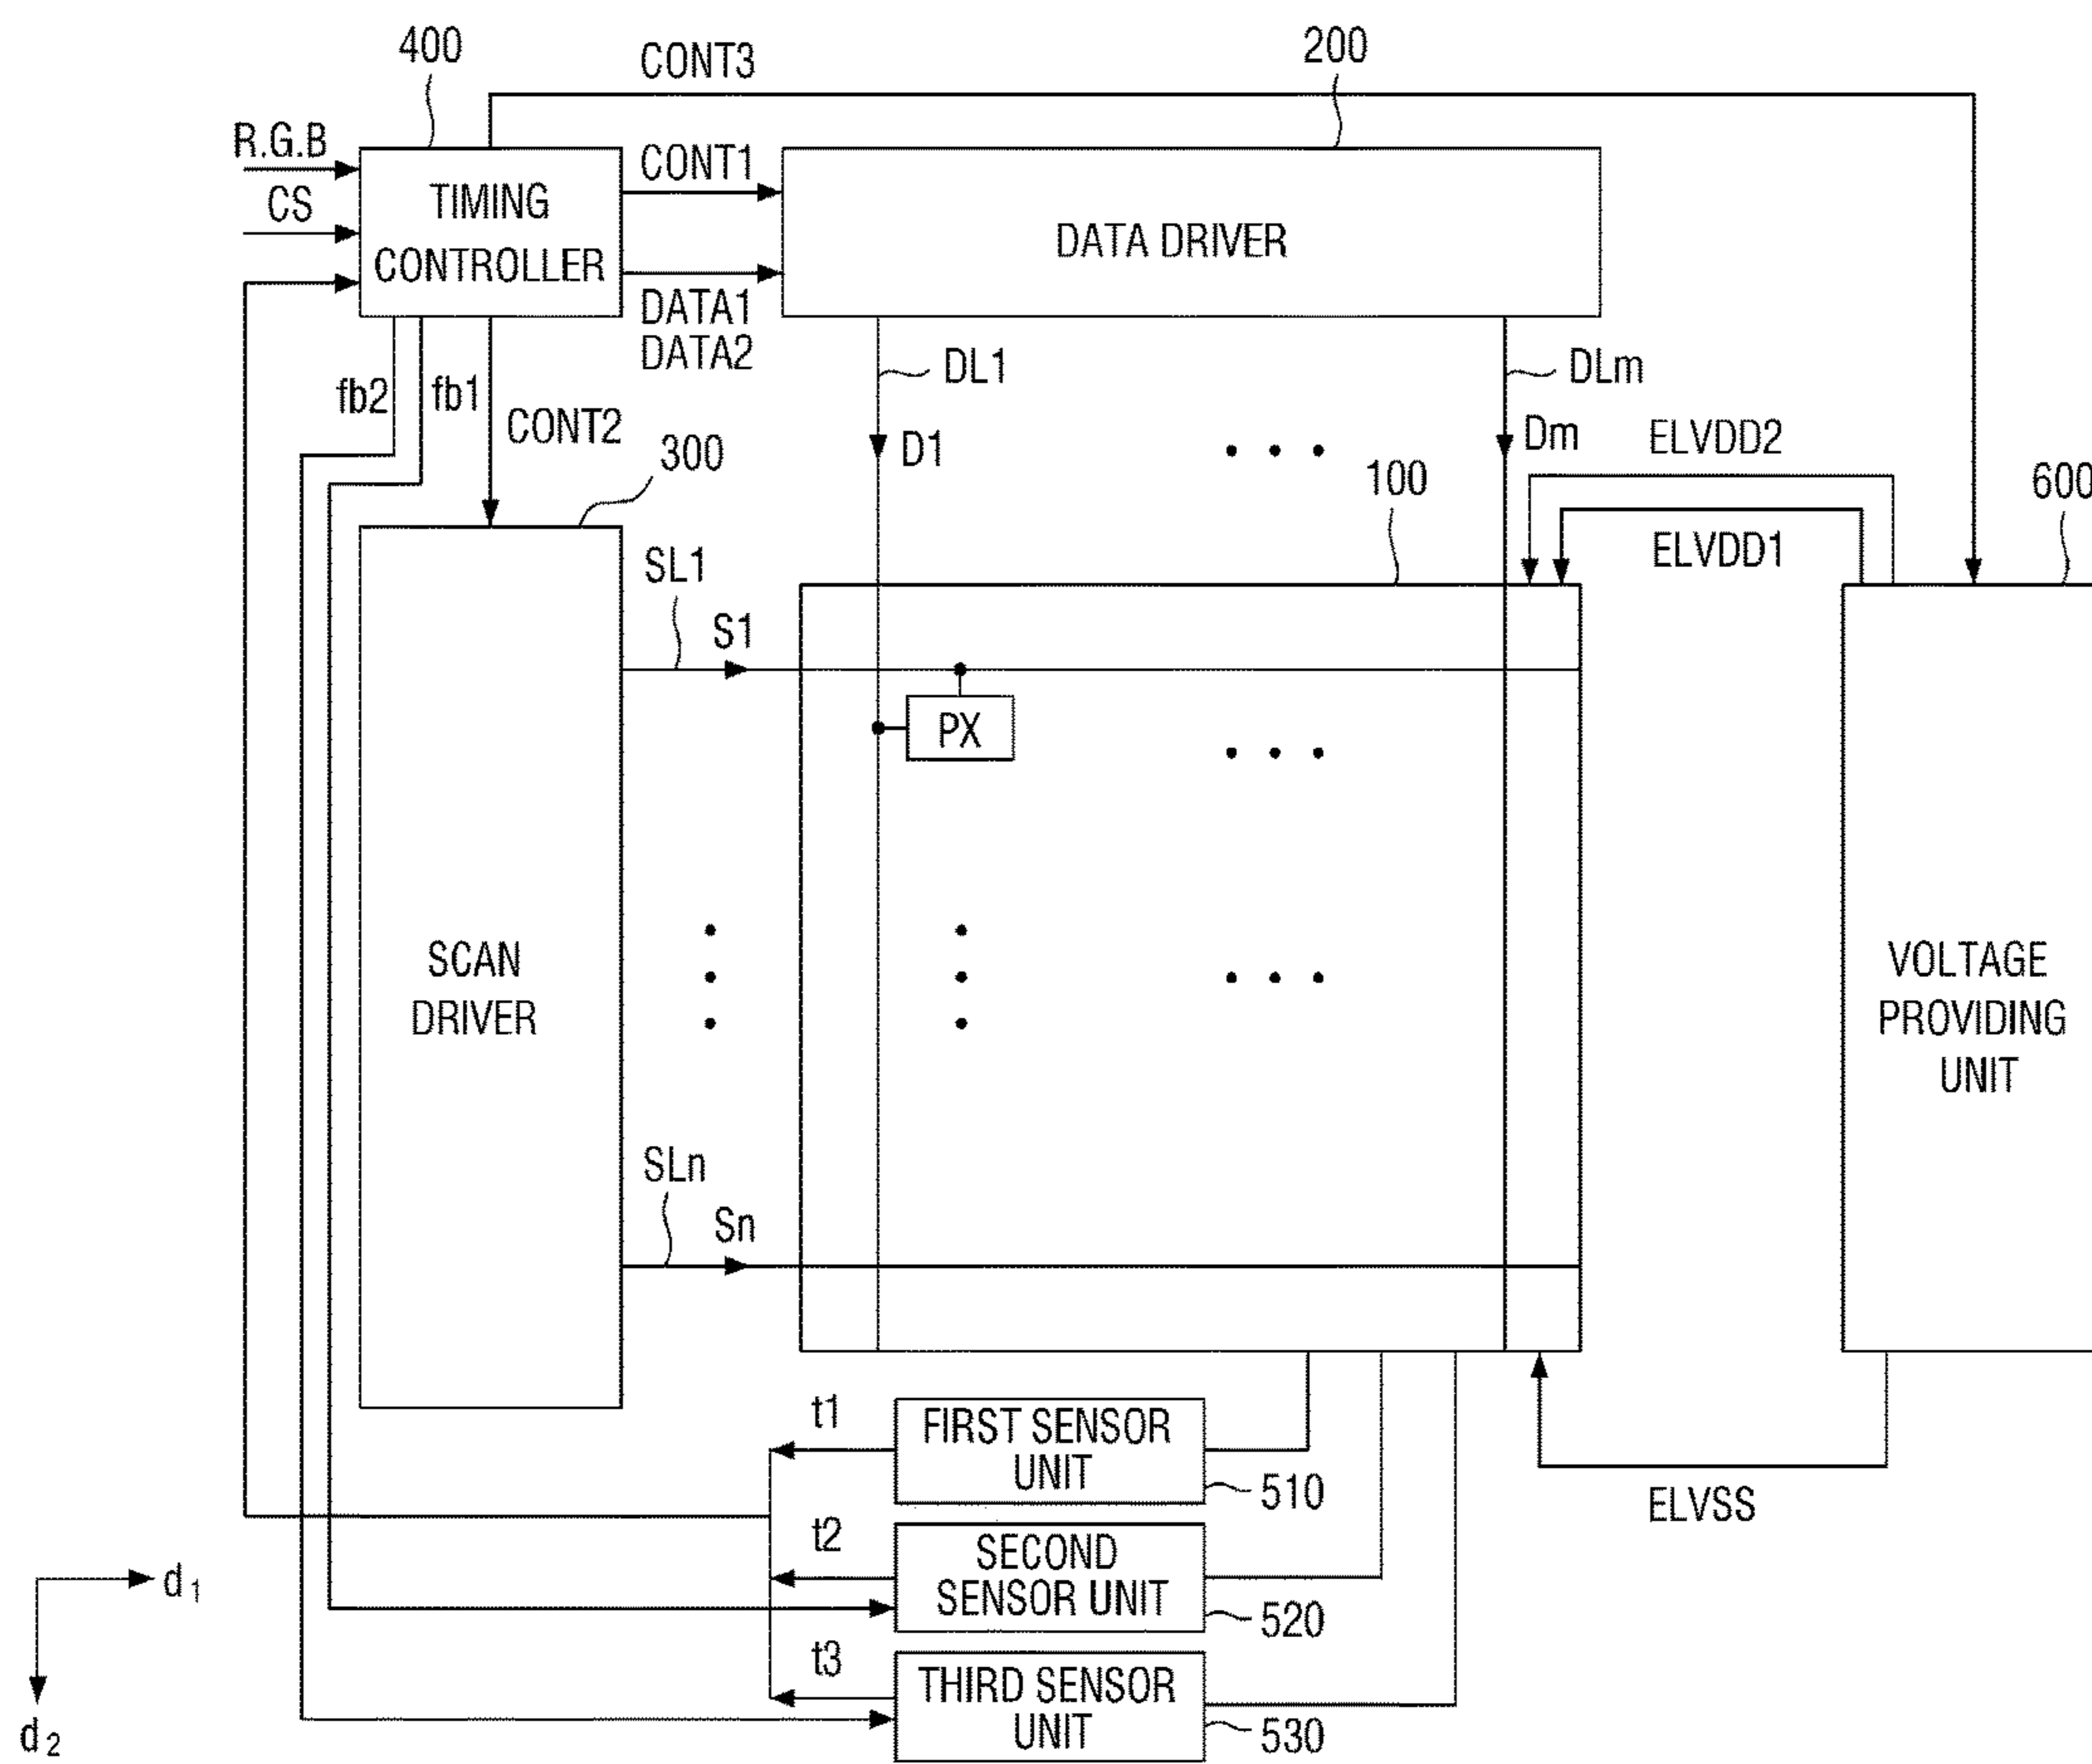 400
CONT3
200
R.G.B
CS
TIMING
CONTROLLER
CONT1
DATA1
DATA2
DATA DRIVER
fb2
fb1
CONT2
300
DL1
D1
DLm
Dm
100
ELVDD2
ELVDD1
600
SL1
S1
PX
SCAN
DRIVER
VOLTAGE
PROVIDING
UNIT
SLn
Sn
t1
FIRST SENSOR
UNIT
510
ELVSS
t2
SECOND
SENSOR UNIT
520
t3
THIRD SENSOR
UNIT
530
d1
d2